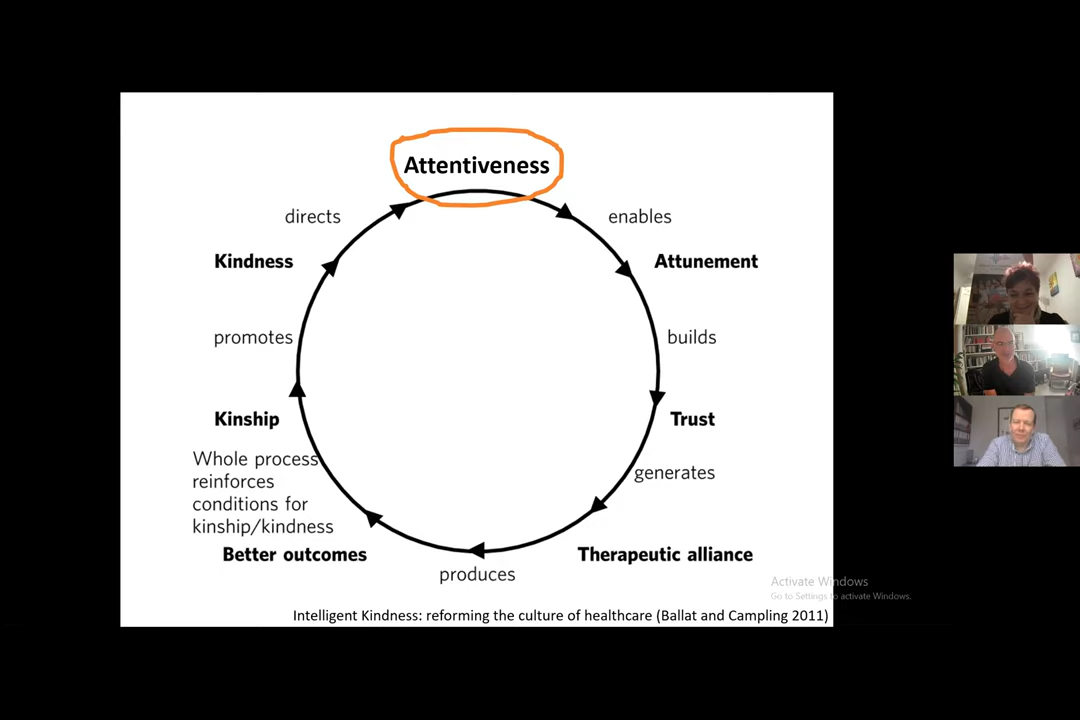 Attentiveness
directs
enables
Kindness
Attunement
promotes
builds
Kinship
Trust
Whole process
reinforces
conditions for
kinship/kindness
generates
Better outcomes
Therapeutic alliance
produces
Activate Windows
Go to Settings to activate Windows.
Intelligent Kindness: reforming the culture of healthcare (Ballat and Campling 2011)